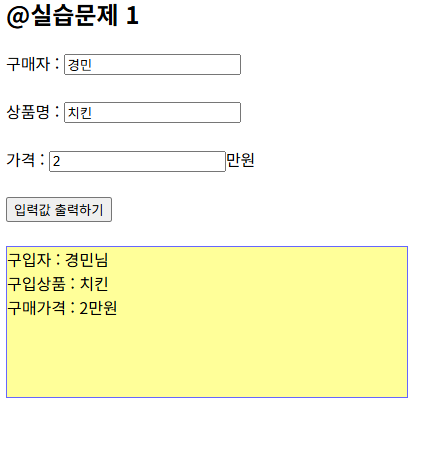 @실습문제 1
구매자 : 경민
상품명 : 치킨
가격 : 2만원
입력값 출력하기
구입자 : 경민님
구입상품 : 치킨
구매가격 : 2만원